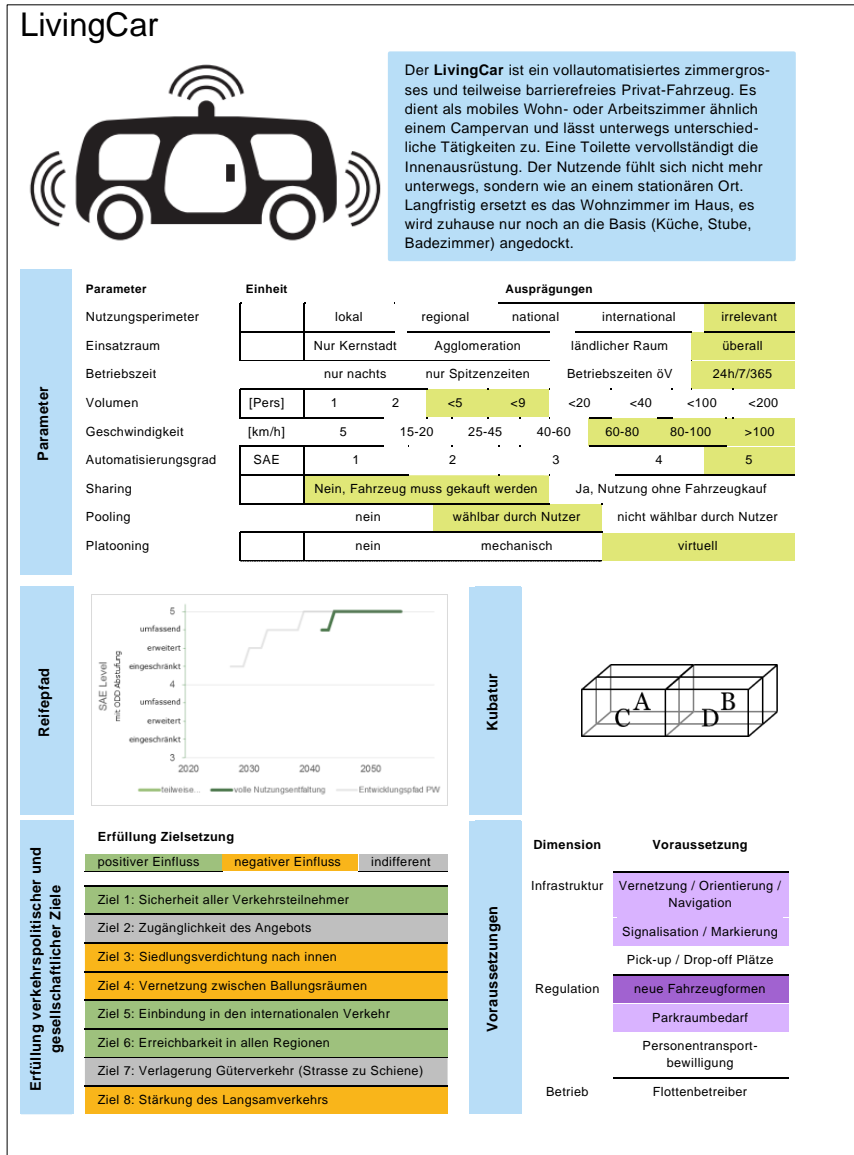 LivingCar
Der LivingCar ist ein vollautomatisiertes zimmergros-
ses und teilweise barrierefreies Privat-Fahrzeug. Es
dient als mobiles Wohn- oder Arbeitszimmer ähnlich
einem Campervan und lässt unterwegs unterschied-
liche Tätigkeiten zu. Eine Toilette vervollständigt die
Innenausrüstung. Der Nutzende fühlt sich nicht mehr
unterwegs, sondern wie an einem stationären Ort.
Langfristig ersetzt es das Wohnzimmer im Haus, es
wird zuhause nur noch an die Basis (Küche, Stube,
Badezimmer) angedockt.
Parameter
Parameter Einheit Ausprägungen
Nutzungsperimeter lokal regional national international irrelevant
Einsatzraum Nur Kernstadt Agglomeration ländlicher Raum überall
Betriebszeit nur nachts nur Spitzenzeiten Betriebszeiten öV 24h/7/365
Volumen [Pers] 1 2 <5 <9 <20 <40 <100 <200
Geschwindigkeit [km/h] 5 15-20 25-45 40-60 60-80 80-100 >100
Automatisierungsgrad SAE 1 2 3 4 5
Sharing Nein, Fahrzeug muss gekauft werden Ja, Nutzung ohne Fahrzeugkauf
Pooling nein wählbar durch Nutzer nicht wählbar durch Nutzer
Platooning nein mechanisch virtuell
Reifepfad
SAE Level
mit ODD Abstufung
5
umfassend
erweitert
eingeschränkt
4
umfassend
erweitert
eingeschränkt
3
2020 2030 2040 2050
teilweise... volle Nutzungsentfaltung Entwicklungspfad PW
Kubatur
A B
C D
Erfüllung verkehrspolitischer und
gesellschaftlicher Ziele
Erfüllung Zielsetzung
positiver Einfluss negativer Einfluss indifferent
Ziel 1: Sicherheit aller Verkehrsteilnehmer
Ziel 2: Zugänglichkeit des Angebots
Ziel 3: Siedlungsverdichtung nach innen
Ziel 4: Vernetzung zwischen Ballungsräumen
Ziel 5: Einbindung in den internationalen Verkehr
Ziel 6: Erreichbarkeit in allen Regionen
Ziel 7: Verlagerung Güterverkehr (Strasse zu Schiene)
Ziel 8: Stärkung des Langsamverkehrs
Voraussetzungen
Dimension Voraussetzung
Infrastruktur Vernetzung / Orientierung /
Navigation
Signalisation / Markierung
Pick-up / Drop-off Plätze
Regulation neue Fahrzeugformen
Parkraumbedarf
Personentransport-
bewilligung
Betrieb Flottenbetreiber